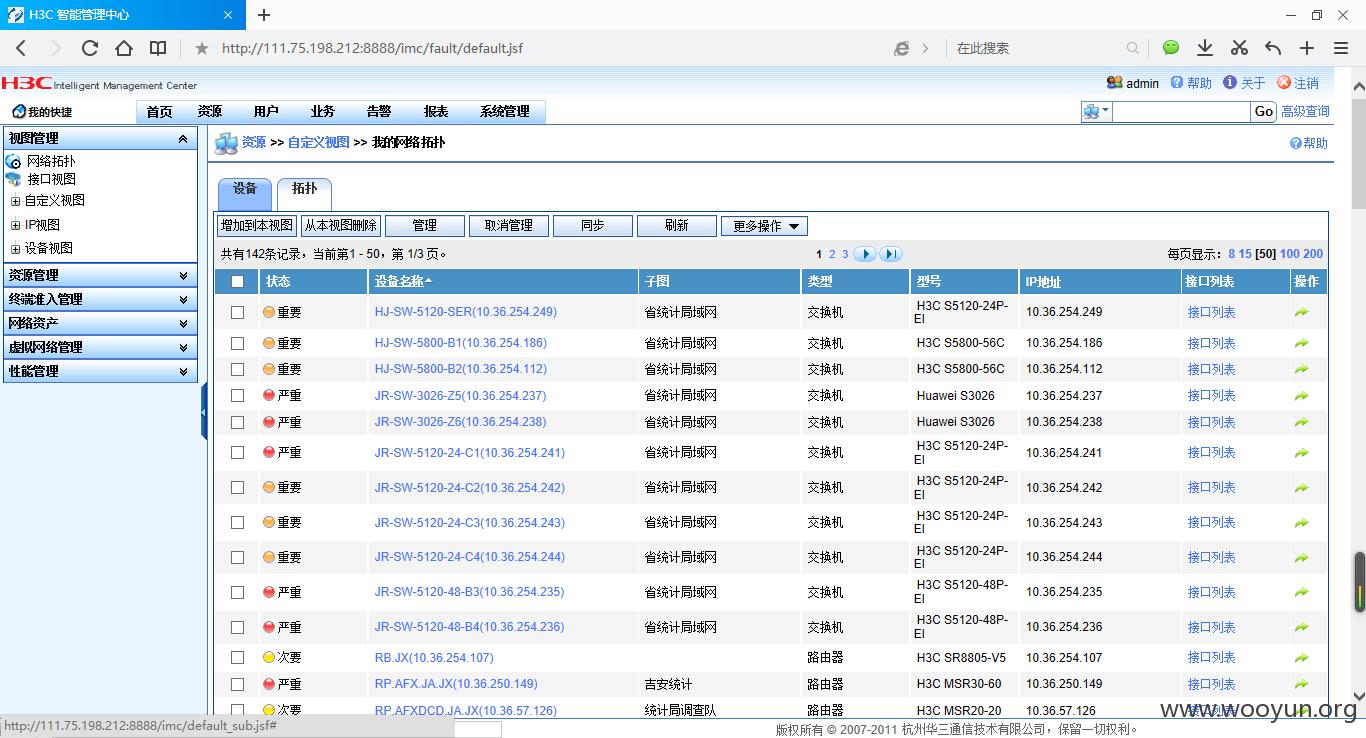 H3C 智能管理中心
http://111.75.198.212:8888/imc/fault/default.jsf
在此搜索
H3C Intelligent Management Center
admin 帮助 关于 注销
我的快捷
首页 资源 用户 业务 告警 报表 系统管理
Go 高级查询
视图管理
网络拓扑
接口视图
自定义视图
IP视图
设备视图
资源管理
终端准入管理
网络资产
虚拟网络管理
性能管理
资源 >> 自定义视图 >> 我的网络拓扑
帮助
设备 拓扑
增加到本视图 从本视图删除 管理 取消管理 同步 刷新 更多操作
共有142条记录，当前第1 - 50，第 1/3 页。 1 2 3 每页显示： 8 15 [50] 100 200
状态 设备名称 子图 类型 型号 IP地址 接口列表 操作
重要 HJ-SW-5120-SER(10.36.254.249) 省统计局域网 交换机 H3C S5120-24P-EI 10.36.254.249 接口列表
重要 HJ-SW-5800-B1(10.36.254.186) 省统计局域网 交换机 H3C S5800-56C 10.36.254.186 接口列表
重要 HJ-SW-5800-B2(10.36.254.112) 省统计局域网 交换机 H3C S5800-56C 10.36.254.112 接口列表
严重 JR-SW-3026-Z5(10.36.254.237) 省统计局域网 交换机 Huawei S3026 10.36.254.237 接口列表
严重 JR-SW-3026-Z6(10.36.254.238) 省统计局域网 交换机 Huawei S3026 10.36.254.238 接口列表
严重 JR-SW-5120-24-C1(10.36.254.241) 省统计局域网 交换机 H3C S5120-24P-EI 10.36.254.241 接口列表
重要 JR-SW-5120-24-C2(10.36.254.242) 省统计局域网 交换机 H3C S5120-24P-EI 10.36.254.242 接口列表
重要 JR-SW-5120-24-C3(10.36.254.243) 省统计局域网 交换机 H3C S5120-24P-EI 10.36.254.243 接口列表
重要 JR-SW-5120-24-C4(10.36.254.244) 省统计局域网 交换机 H3C S5120-24P-EI 10.36.254.244 接口列表
严重 JR-SW-5120-48-B3(10.36.254.235) 省统计局域网 交换机 H3C S5120-48P-EI 10.36.254.235 接口列表
严重 JR-SW-5120-48-B4(10.36.254.236) 省统计局域网 交换机 H3C S5120-48P-EI 10.36.254.236 接口列表
次要 RB.JX(10.36.254.107) 路由器 H3C SR8805-V5 10.36.254.107 接口列表
严重 RP.AFX.JA.JX(10.36.250.149) 吉安统计 路由器 H3C MSR30-60 10.36.250.149 接口列表
次要 RP.AFXDCD.JA.JX(10.36.57.126) 统计局调查队 路由器 H3C MSR20-20 10.36.57.126 接口列表
http://111.75.198.212:8888/imc/default_sub.jsf#
版权所有 © 2007-2011 杭州华三通信技术有限公司，保留一切权利。
www.wooyun.org